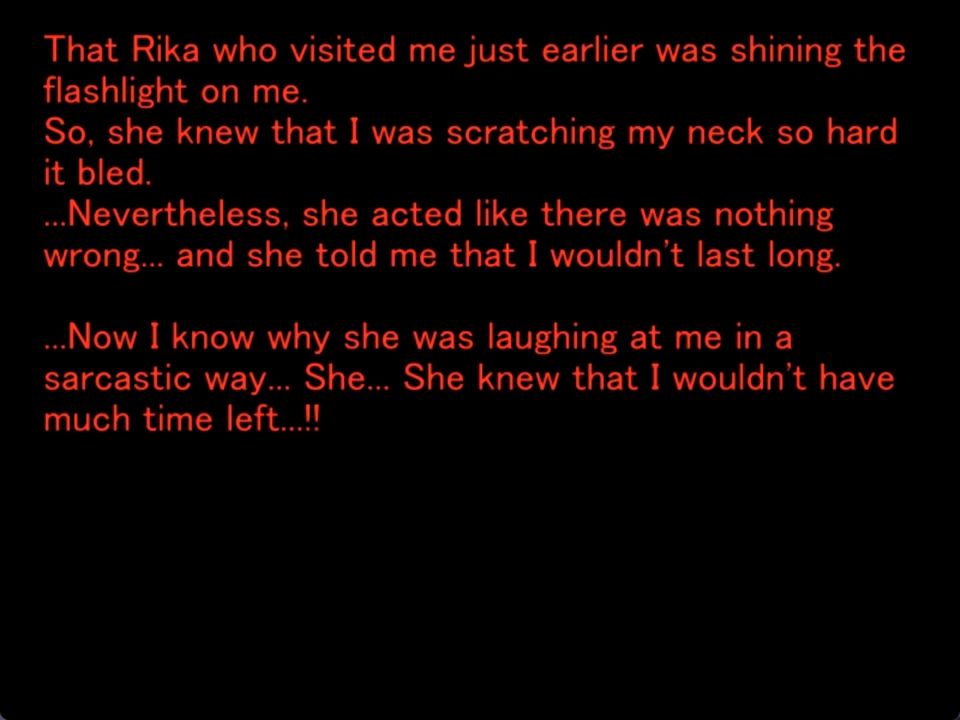 That Rika who visited me just earlier was shining the
flashlight on me.
So, she knew that I was scratching my neck so hard
it bled.
...Nevertheless, she acted like there was nothing
wrong... and she told me that I wouldn't last long.
...Now I know why she was laughing at me in a
sarcastic way... She... She knew that I wouldn't have
much time left...!!